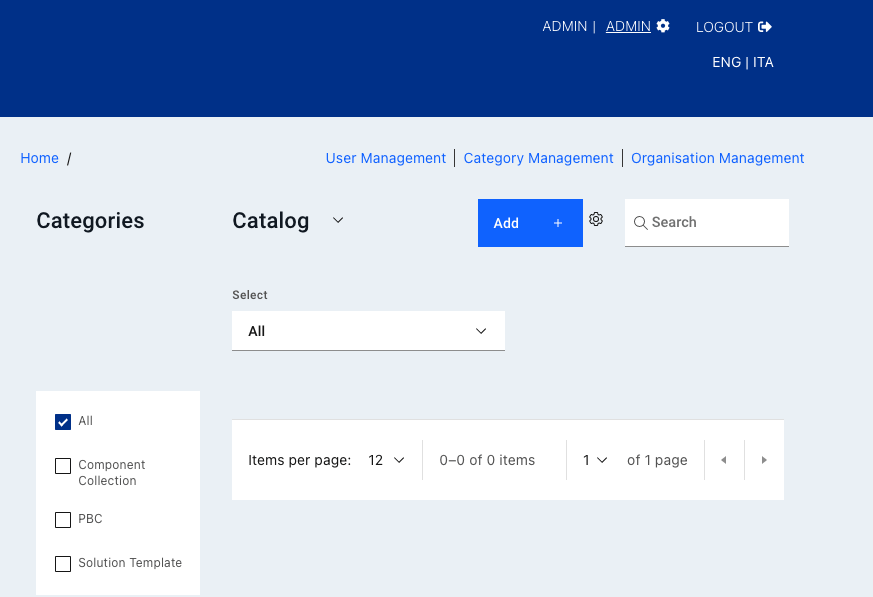 ADMIN | ADMIN LOGOUT
ENG | ITA
Home / User Management | Category Management | Organisation Management
Categories Catalog Add + Search
Select
All
All
Component
Collection
PBC
Solution Template
Items per page: 12 0–0 of 0 items 1 of 1 page